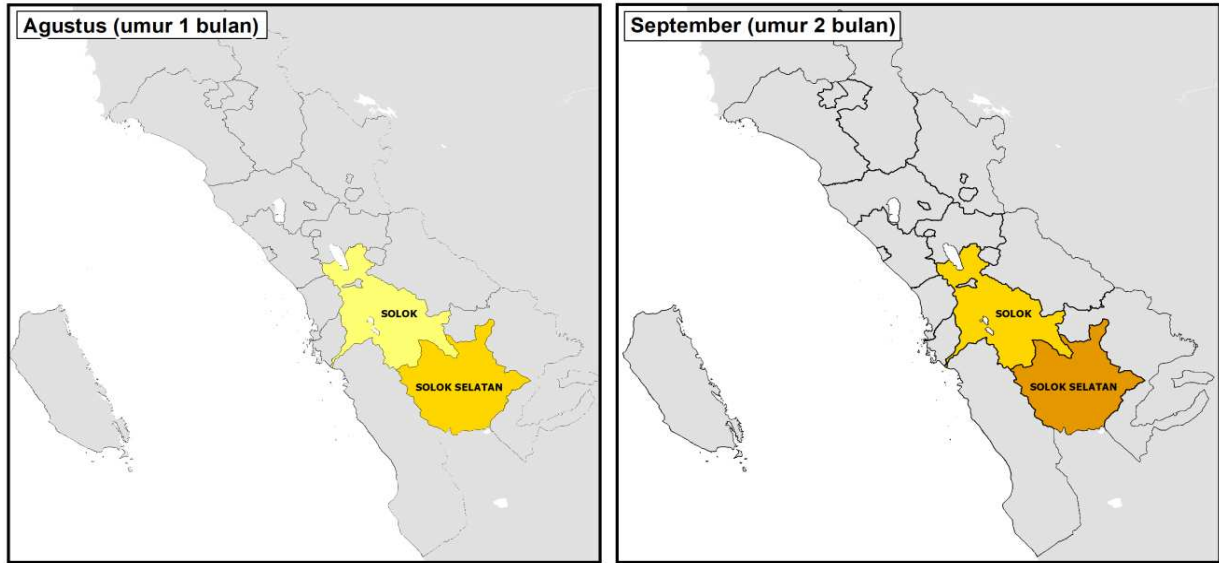 Agustus (umur 1 bulan)
SOLOK
SOLOK SELATAN
September (umur 2 bulan)
SOLOK
SOLOK SELATAN